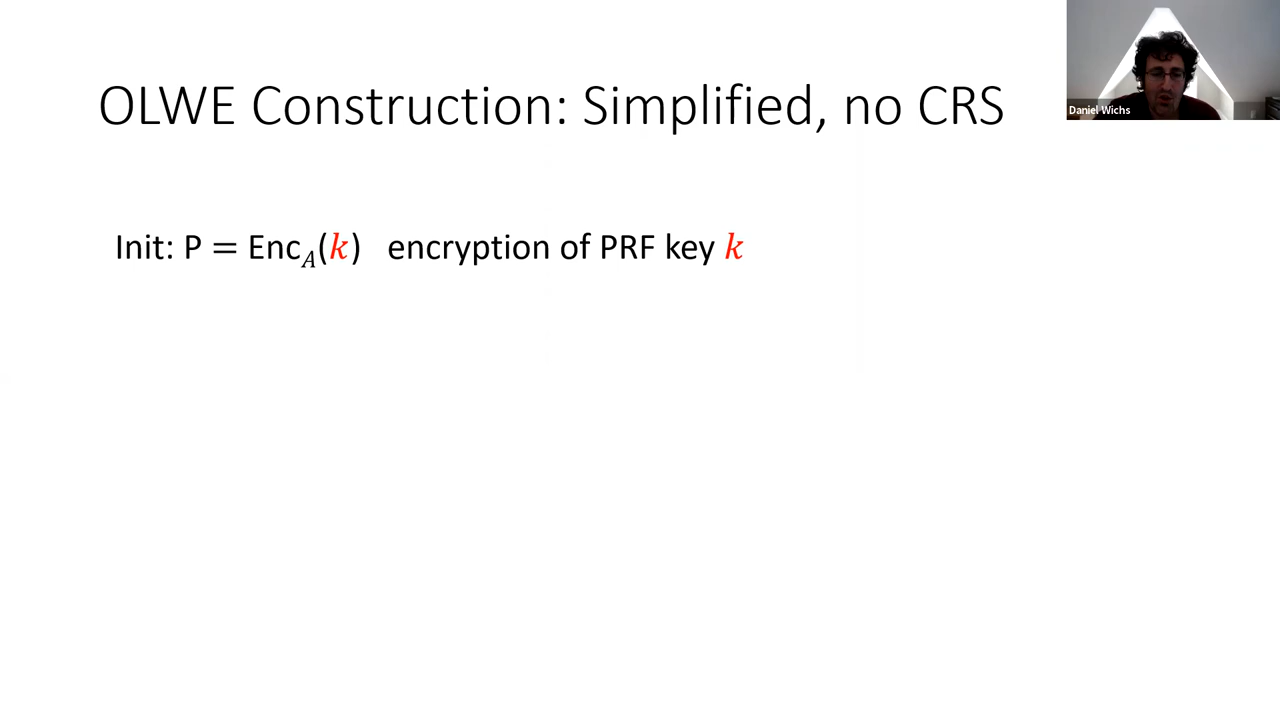 OLWE Construction: Simplified, no CRS
Daniel Wichs
Init: P = Enc_A(k) encryption of PRF key k